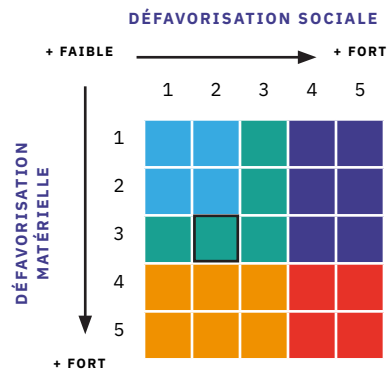 DÉFAVORISATION SOCIALE
+ FAIBLE
+ FORT
1 2 3 4 5
DÉFAVORISATION
MATÉRIELLE
1
2
3
4
5
+ FORT